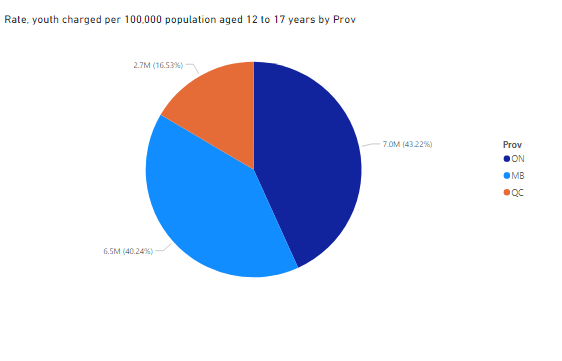 Rate, youth charged per 100,000 population aged 12 to 17 years by Prov
2.7M (16.53%)
7.0M (43.22%)
6.5M (40.24%)
Prov
ON
MB
QC